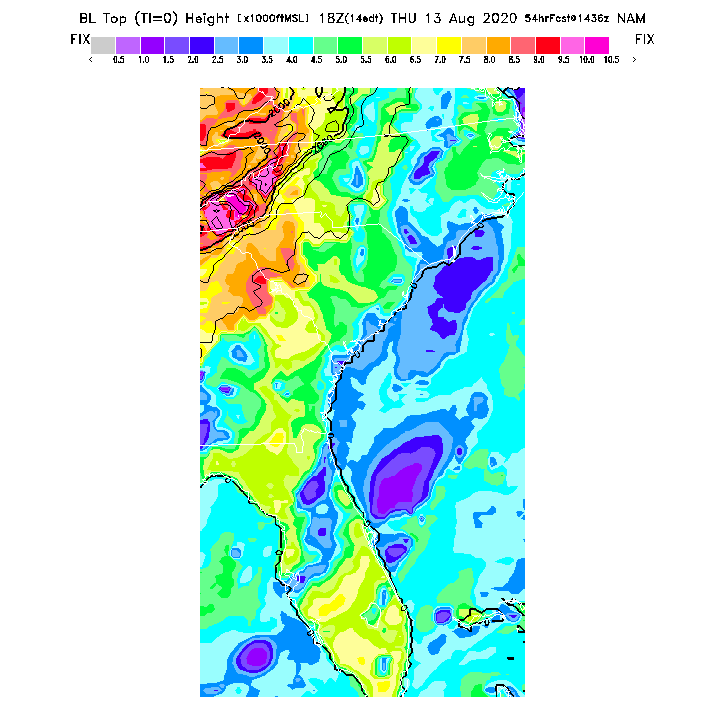 BL Top (TI=0) Height [x1000ftMSL] 18Z(14edt) THU 13 Aug 2020 54hrFcst@1436z NAM
FIX FIX
< 0.5 1.0 1.5 2.0 2.5 3.0 3.5 4.0 4.5 5.0 5.5 6.0 6.5 7.0 7.5 8.0 8.5 9.0 9.5 10.0 10.5 >
2000